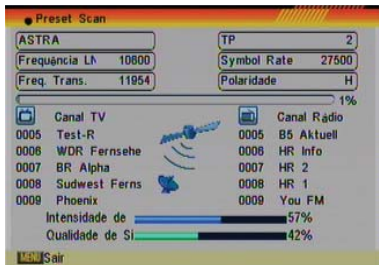 Preset Scan
ASTRA
TP 2
Frequância LN 10600
Symbol Rate 27500
Freq. Trans. 11954
Polaridade H
1%
Canal TV
Canal Rádio
0005 Test-R
0005 B5 Aktuell
0006 WDR Fernsehe
0006 HR Info
0007 BR Alpha
0007 HR 2
0008 Sudwest Ferns
0008 HR 1
0009 Phoenix
0009 You FM
Intensidade de 57%
Qualidade de Si 42%
MENU Sair